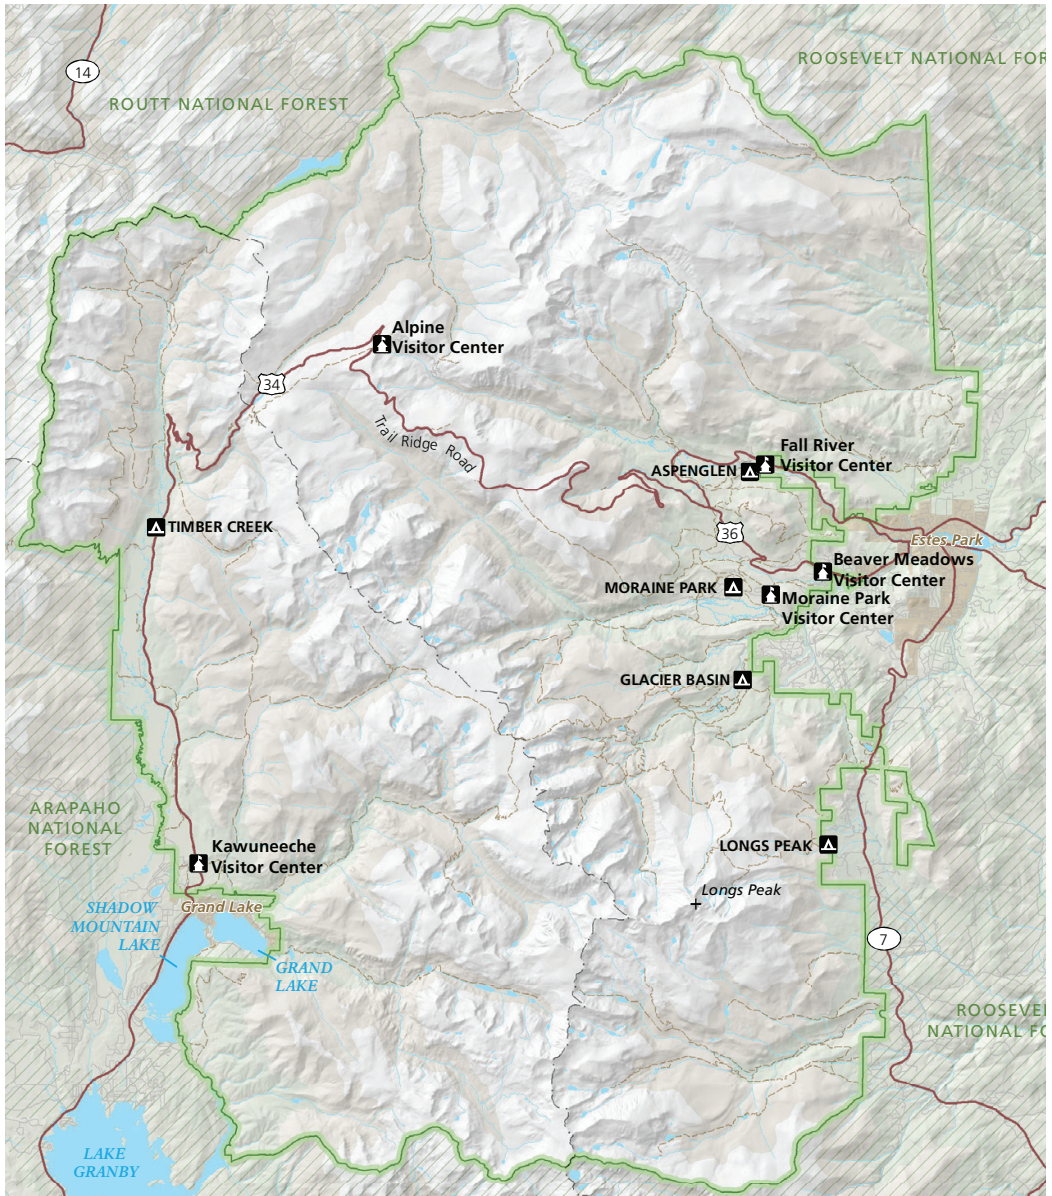 14
ROUTT NATIONAL FOREST
ROOSEVELT NATIONAL FOR
Alpine
Visitor Center
34
Trail Ridge Road
Fall River
Visitor Center
ASPENGLEN
TIMBER CREEK
36
Estes Park
Beaver Meadows
Visitor Center
MORAINE PARK
Moraine Park
Visitor Center
GLACIER BASIN
ARAPAHO
NATIONAL
FOREST
Kawuneeche
Visitor Center
LONGS PEAK
Longs Peak
SHADOW
MOUNTAIN
LAKE
Grand Lake
GRAND
LAKE
7
ROOSEVE
NATIONAL FO
LAKE
GRANBY